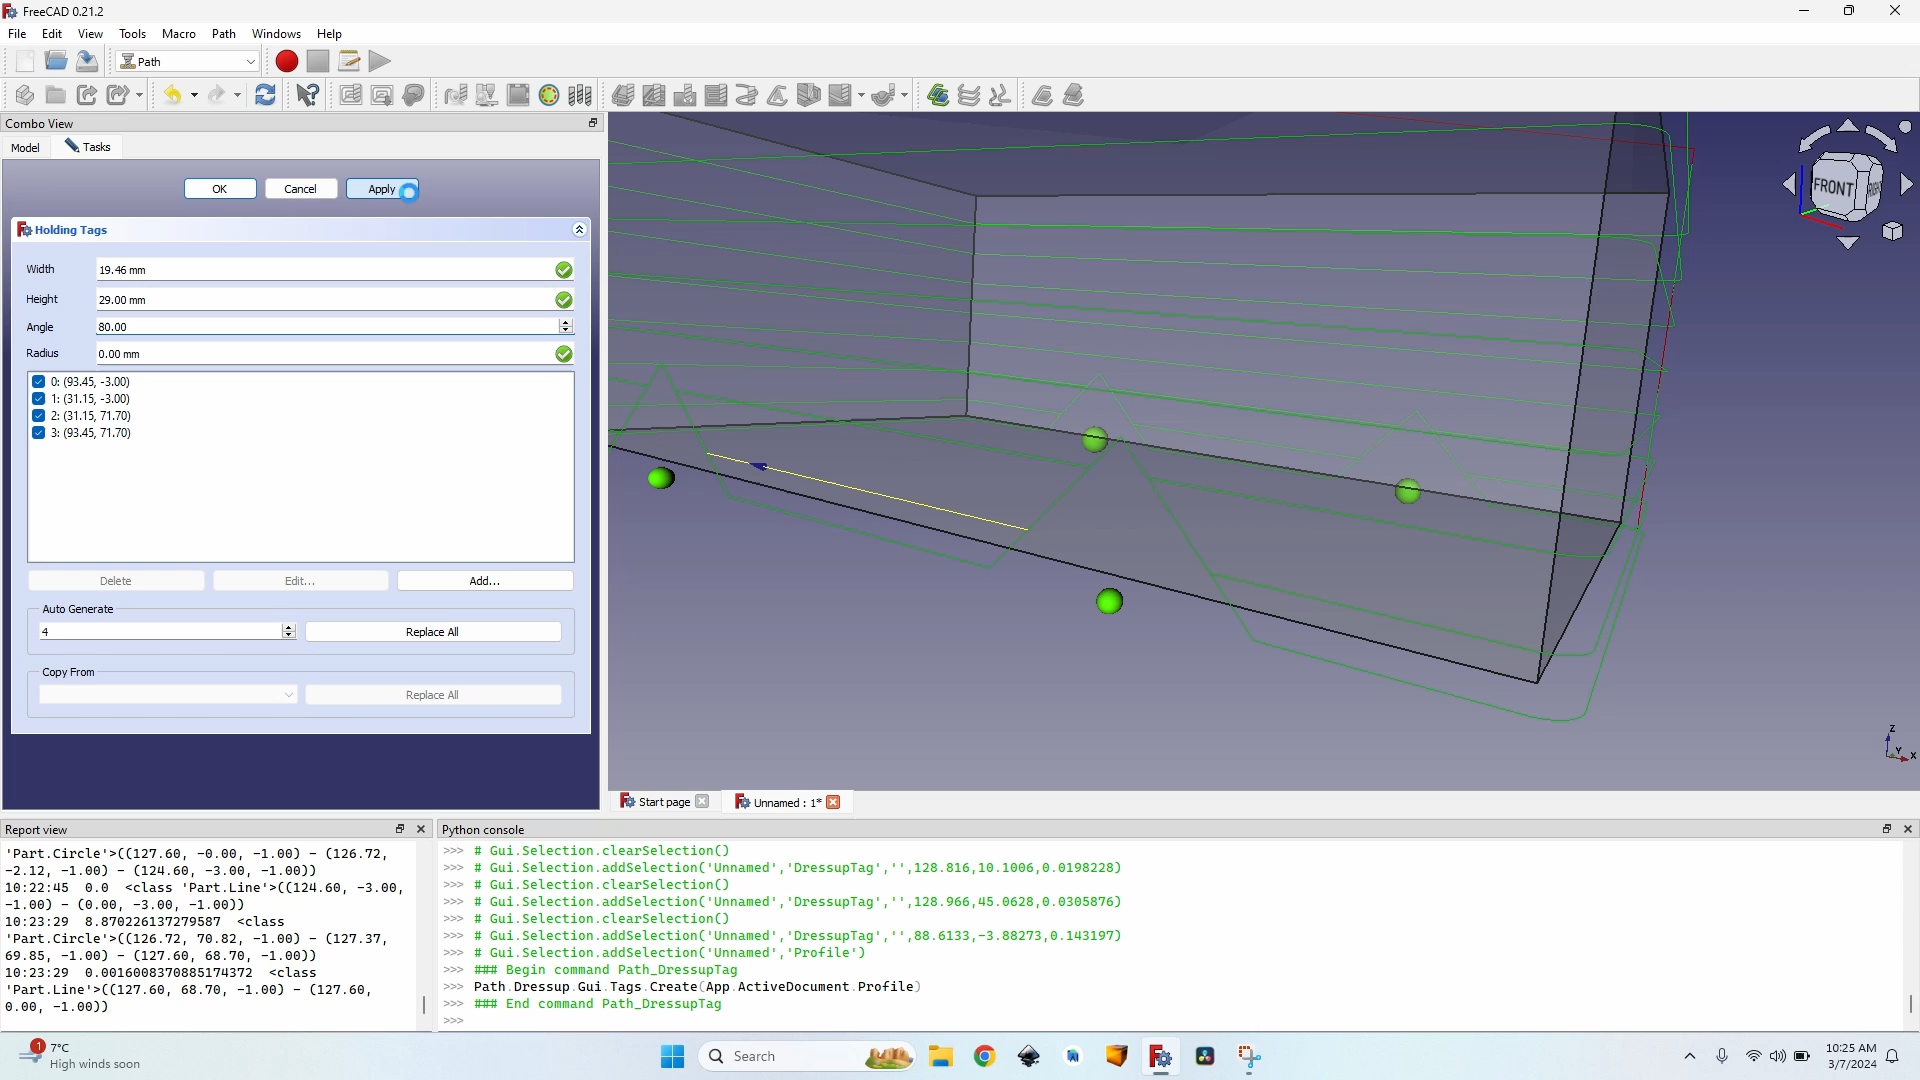 FreeCAD 0.21.2
File Edit View Tools Macro Path Windows Help
Path
Combo View
Model Tasks
OK Cancel Apply
Holding Tags
Width 19.46 mm
Height 29.00 mm
Angle 80.00
Radius 0.00 mm
0: (93.45, -3.00)
1: (31.15, -3.00)
2: (31.15, 71.70)
3: (93.45, 71.70)
Delete Edit... Add...
Auto Generate
4 Replace All
Copy From
Replace All
FRONT
Z
Y
X
Start page Unnamed : 1*
Report view
'Part.Circle'>((127.60, -0.00, -1.00) - (126.72,
-2.12, -1.00) - (124.60, -3.00, -1.00))
10:22:45 0.0 <class 'Part.Line'>((124.60, -3.00,
-1.00) - (0.00, -3.00, -1.00))
10:23:29 8.870226137279587 <class
'Part.Circle'>((126.72, 70.82, -1.00) - (127.37,
69.85, -1.00) - (127.60, 68.70, -1.00))
10:23:29 0.0016008370885174372 <class
'Part.Line'>((127.60, 68.70, -1.00) - (127.60,
0.00, -1.00))
Python console
>>> # Gui.Selection.clearSelection()
>>> # Gui.Selection.addSelection('Unnamed','DressupTag','',128.816,10.1006,0.0198228)
>>> # Gui.Selection.clearSelection()
>>> # Gui.Selection.addSelection('Unnamed','DressupTag','',128.966,45.0628,0.0305876)
>>> # Gui.Selection.clearSelection()
>>> # Gui.Selection.addSelection('Unnamed','DressupTag','',88.6133,-3.88273,0.143197)
>>> # Gui.Selection.addSelection('Unnamed','Profile')
>>> ### Begin command Path_DressupTag
>>> Path.Dressup.Gui.Tags.Create(App.ActiveDocument.Profile)
>>> ### End command Path_DressupTag
>>>
1
7°C
High winds soon
Search
10:25 AM
3/7/2024